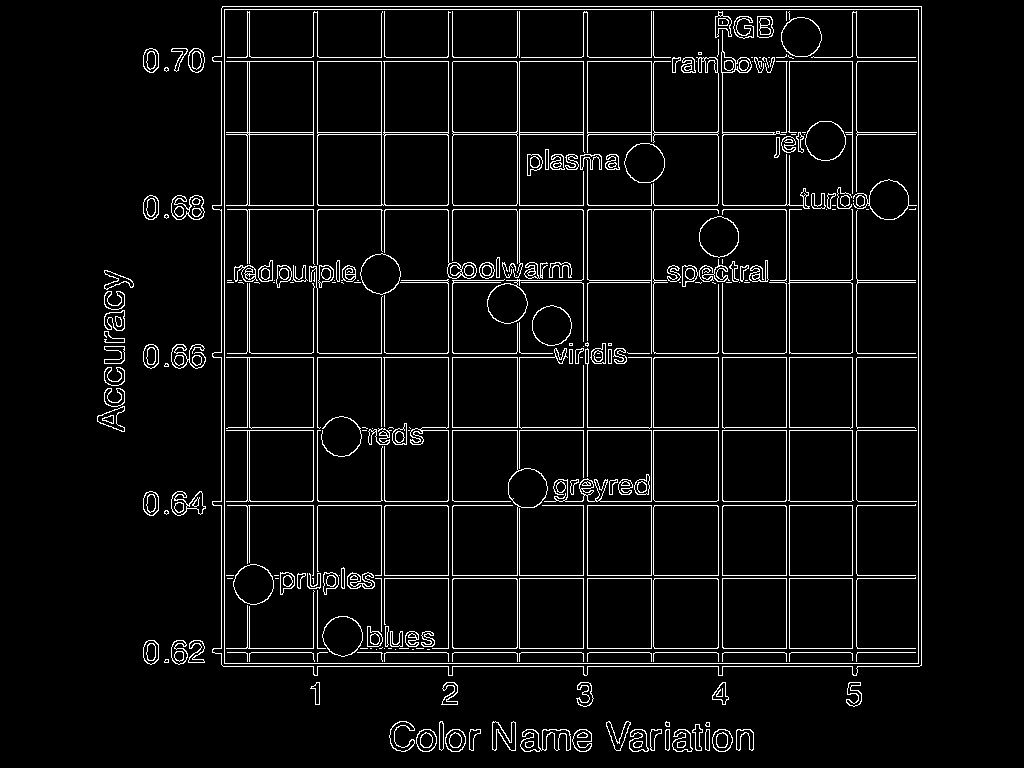 RGB
rainbow
0.70
jet
plasma
turbo
0.68
redpurple
coolwarm
spectral
viridis
0.66
Accuracy
reds
greyred
0.64
pruples
blues
0.62
1 2 3 4 5
Color Name Variation